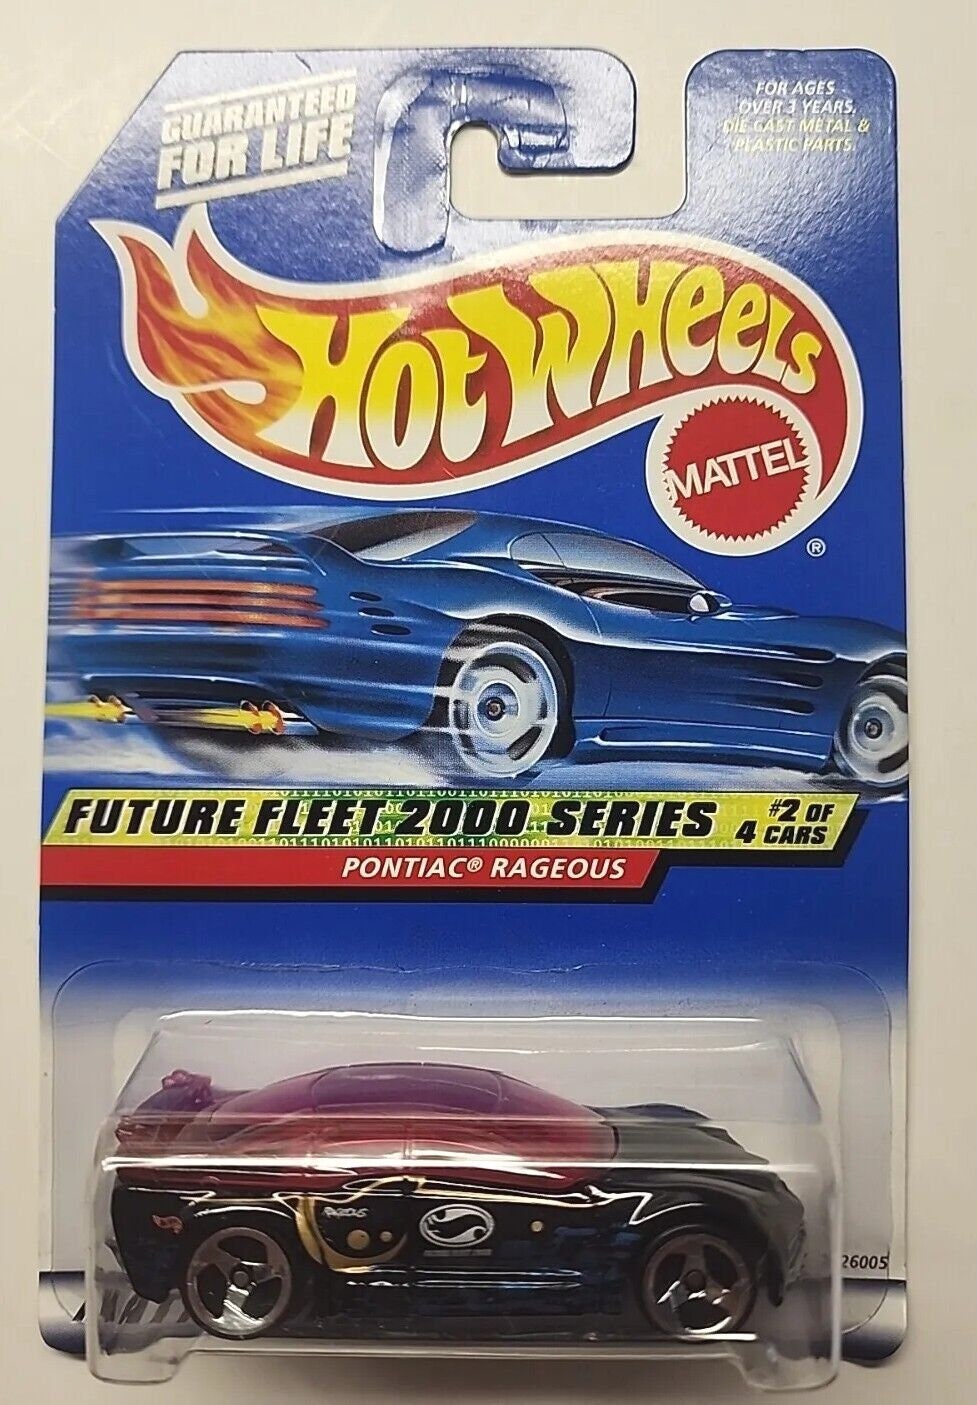 GUARANTEED
FOR LIFE
FOR AGES
OVER 3 YEARS.
DIE CAST METAL &
PLASTIC PARTS.
HOT WHEELS
MATTEL
®
FUTURE FLEET 2000 SERIES #2 OF
4 CARS
PONTIAC® RAGEOUS
RAGEOUS
26005